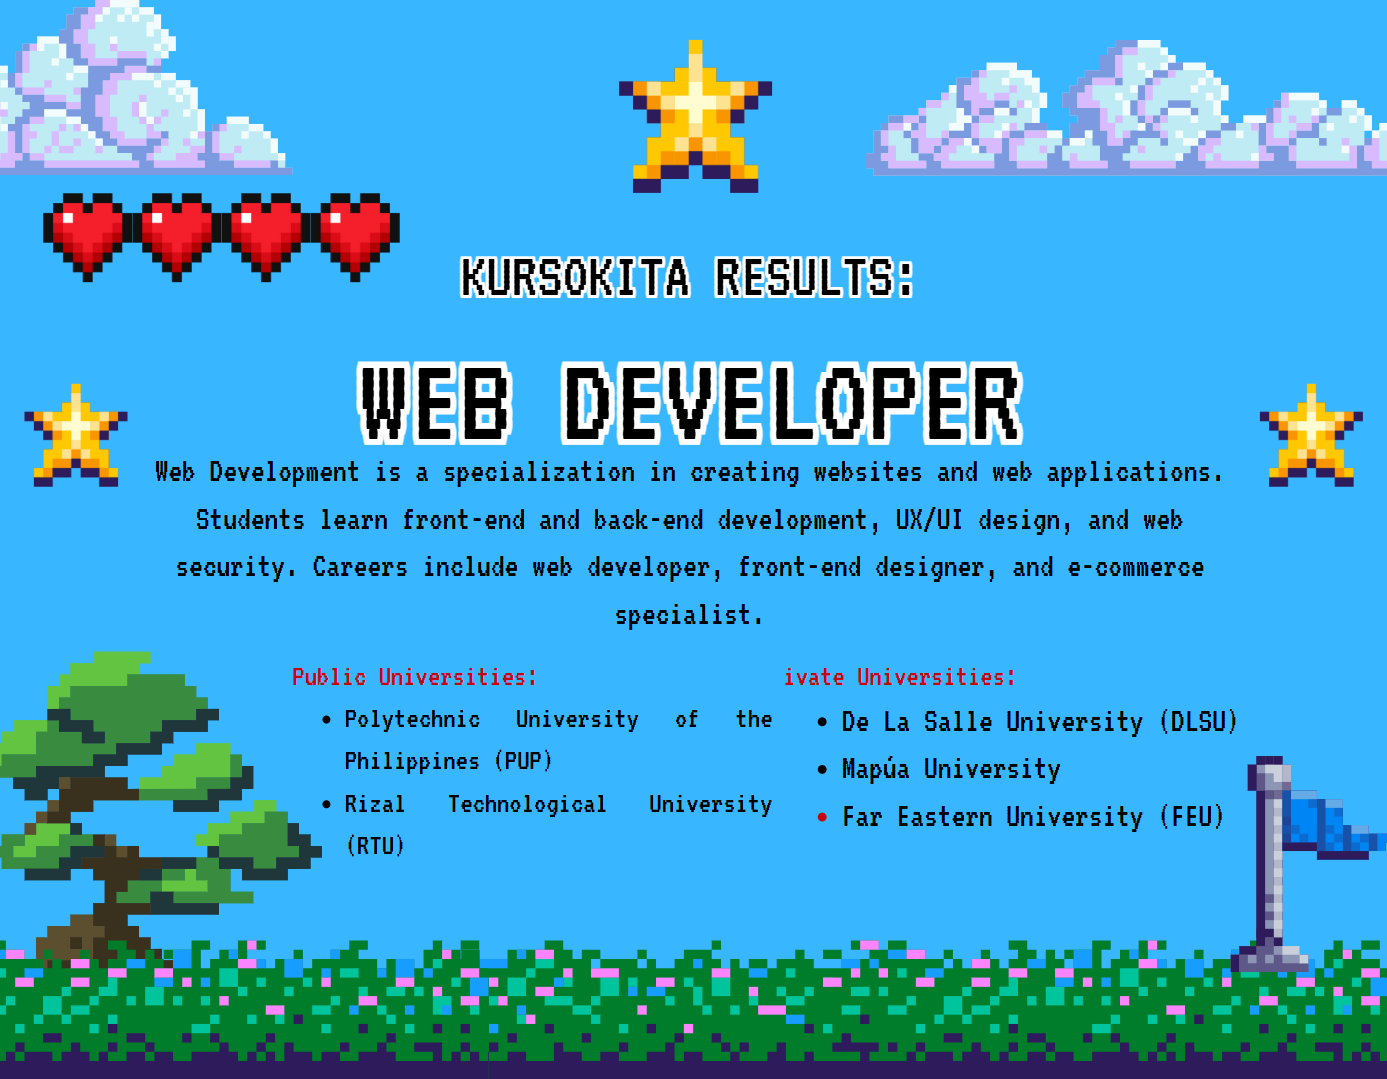 KURSOKITA RESULTS:
WEB DEVELOPER
Web Development is a specialization in creating websites and web applications.
Students learn front-end and back-end development, UX/UI design, and web
security. Careers include web developer, front-end designer, and e-commerce
specialist.
Public Universities:
• Polytechnic University of the
Philippines (PUP)
• Rizal Technological University
(RTU)
ivate Universities:
• De La Salle University (DLSU)
• Mapúa University
• Far Eastern University (FEU)